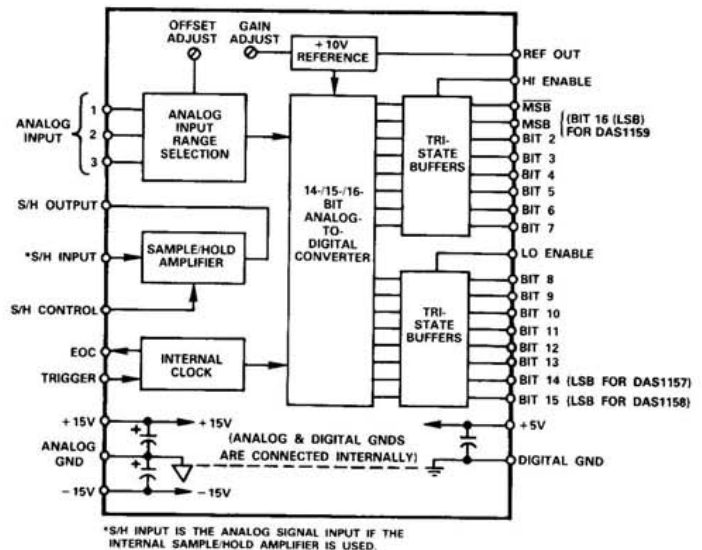 OFFSET
ADJUST
GAIN
ADJUST
+10V
REFERENCE
REF OUT
HI ENABLE
ANALOG
INPUT
1
2
3
ANALOG
INPUT
RANGE
SELECTION
14-/15-/16-
BIT
ANALOG-
TO-
DIGITAL
CONVERTER
TRI-
STATE
BUFFERS
MSB
MSB
BIT 2
(BIT 16 (LSB)
FOR DAS1159
BIT 3
BIT 4
BIT 5
BIT 6
BIT 7
S/H OUTPUT
*S/H INPUT
SAMPLE/HOLD
AMPLIFIER
S/H CONTROL
LO ENABLE
TRI-
STATE
BUFFERS
BIT 8
BIT 9
BIT 10
BIT 11
BIT 12
BIT 13
BIT 14 (LSB FOR DAS1157)
BIT 15 (LSB FOR DAS1158)
EOC
TRIGGER
INTERNAL
CLOCK
+15V
+
+15V
+5V
ANALOG
GND
+
(ANALOG & DIGITAL GNDS
ARE CONNECTED INTERNALLY)
DIGITAL GND
-15V
-15V
*S/H INPUT IS THE ANALOG SIGNAL INPUT IF THE
INTERNAL SAMPLE/HOLD AMPLIFIER IS USED.